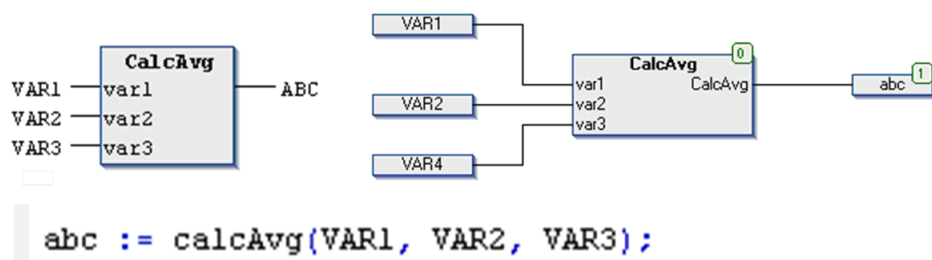 CalcAvg
VAR1 var1 ABC
VAR2 var2
VAR3 var3
VAR1
CalcAvg 0
var1 CalcAvg abc 1
VAR2 var2
var3
VAR4
abc := calcAvg(VAR1, VAR2, VAR3);